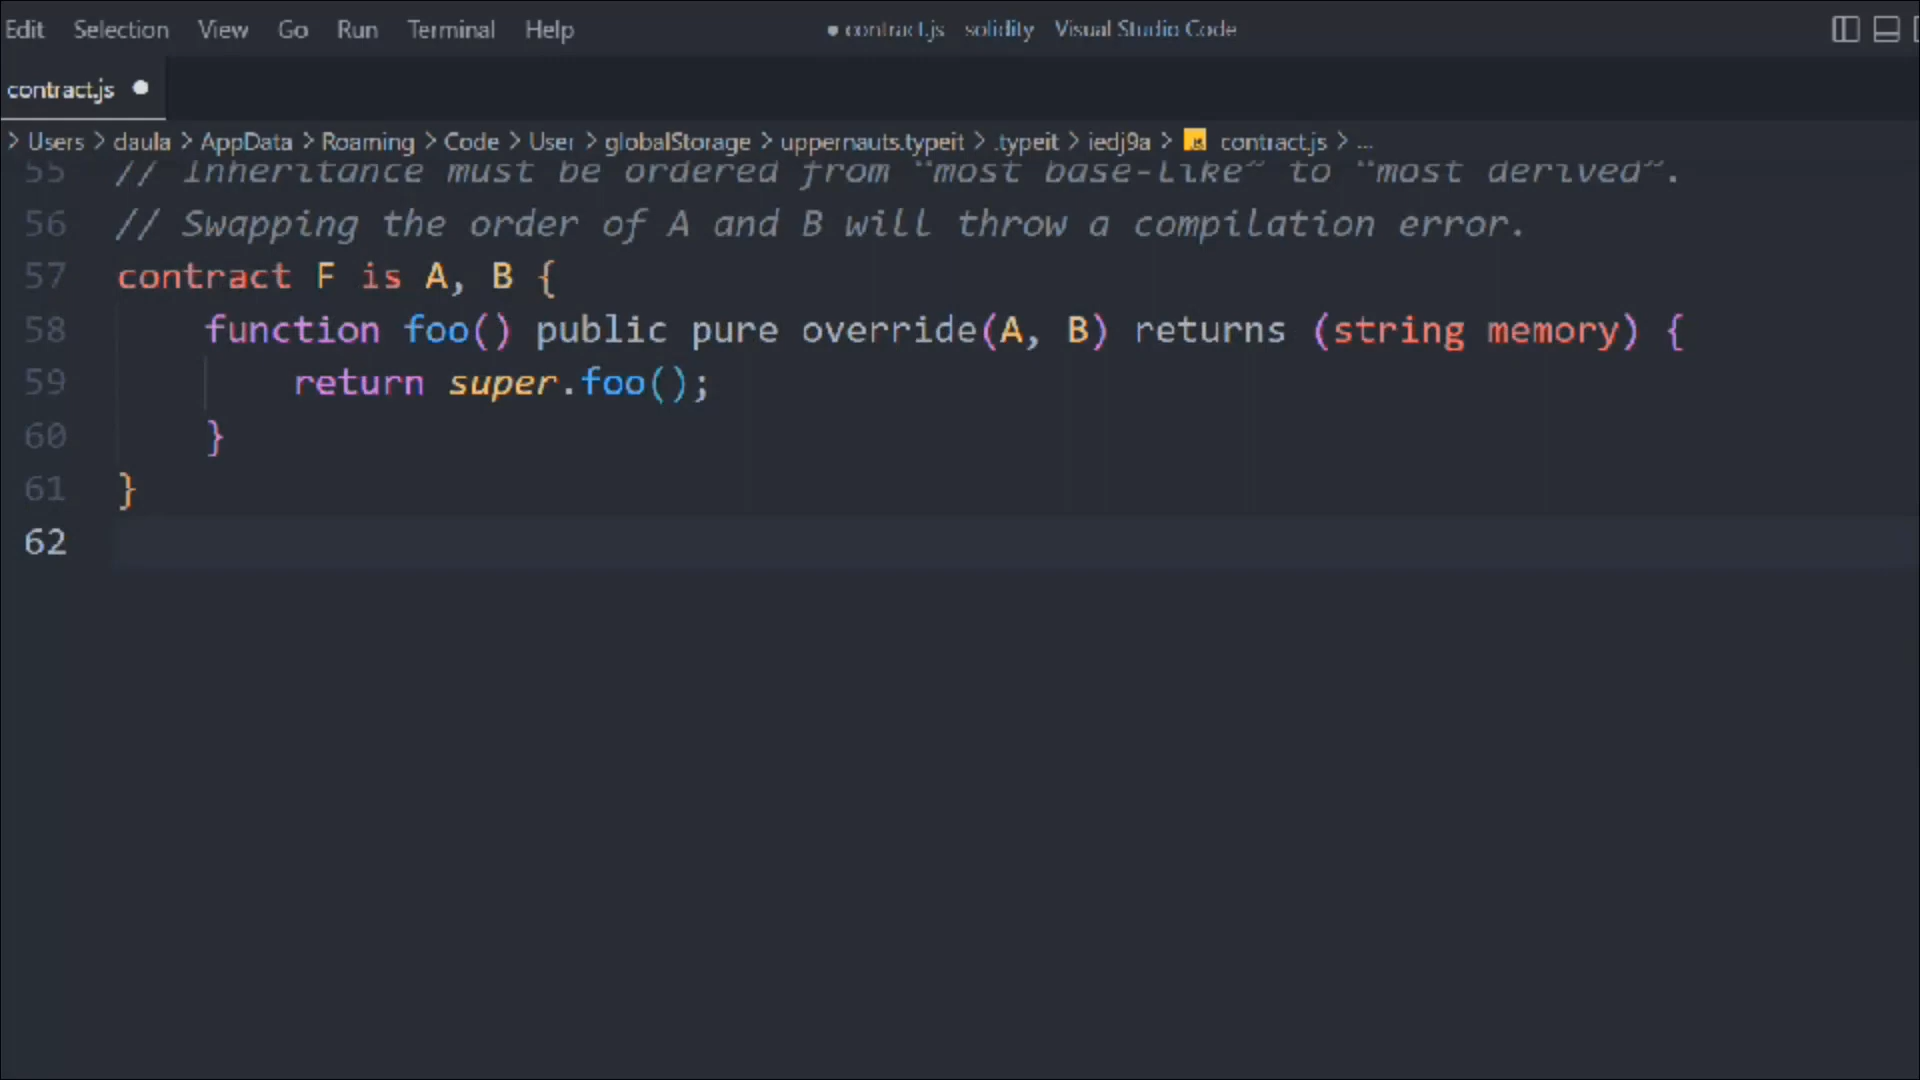 Edit Selection View Go Run Terminal Help ● contract.js solidity Visual Studio Code
contract.js ●
> Users > daula > AppData > Roaming > Code > User > globalStorage > uppernauts.typeit > .typeit > iedj9a > contract.js > ...
55 // Inheritance must be ordered from “most base-like” to “most derived”.
56 // Swapping the order of A and B will throw a compilation error.
57 contract F is A, B {
58 function foo() public pure override(A, B) returns (string memory) {
59 return super.foo();
60 }
61 }
62